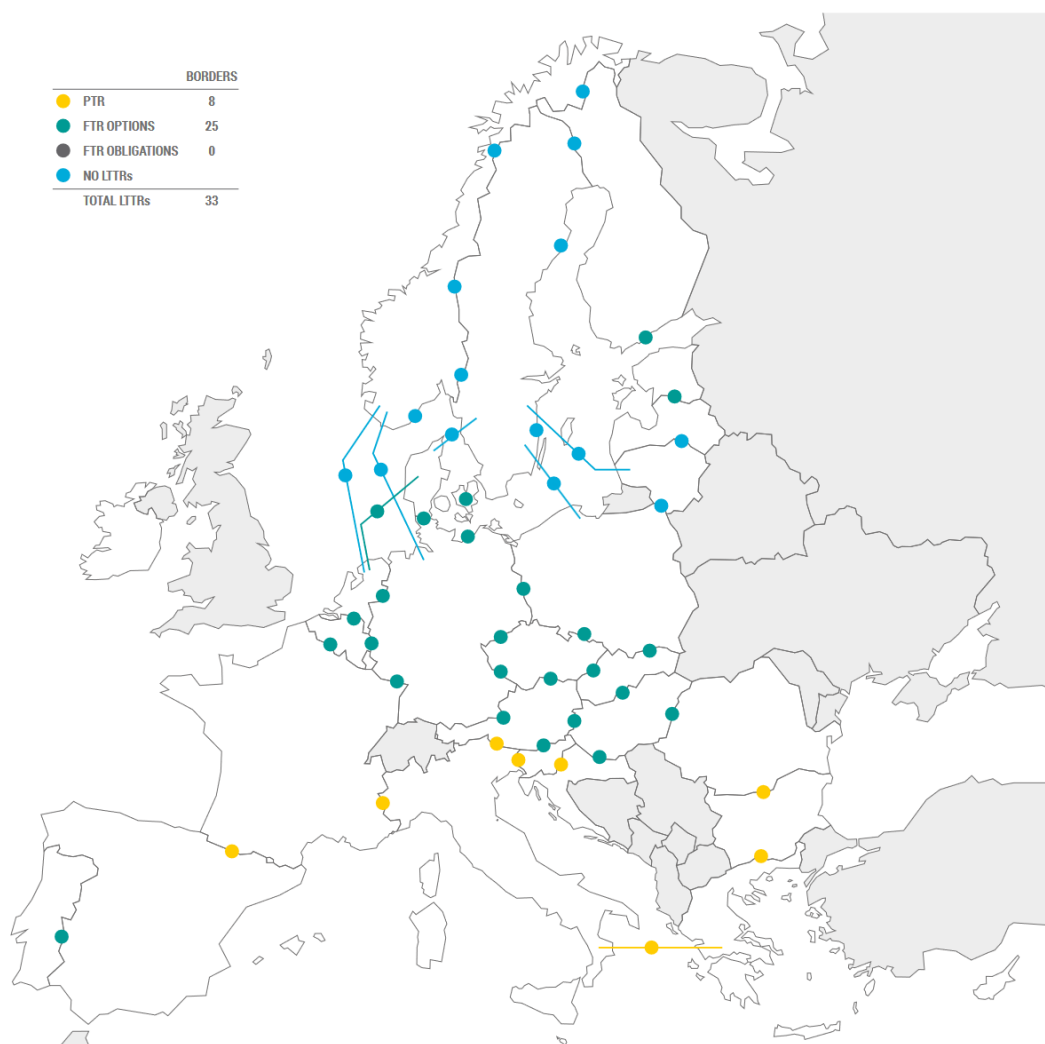 BORDERS
PTR 8
FTR OPTIONS 25
FTR OBLIGATIONS 0
NO LTTRs
TOTAL LTTRs 33